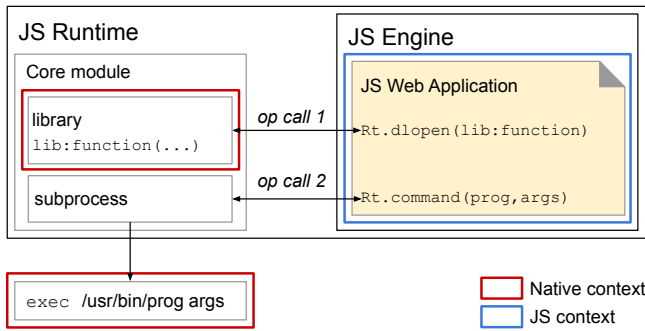 JS Runtime
Core module
library
lib:function(...)
subprocess
exec /usr/bin/prog args
op call 1
op call 2
JS Engine
JS Web Application
Rt.dlopen(lib:function)
Rt.command(prog,args)
Native context
JS context